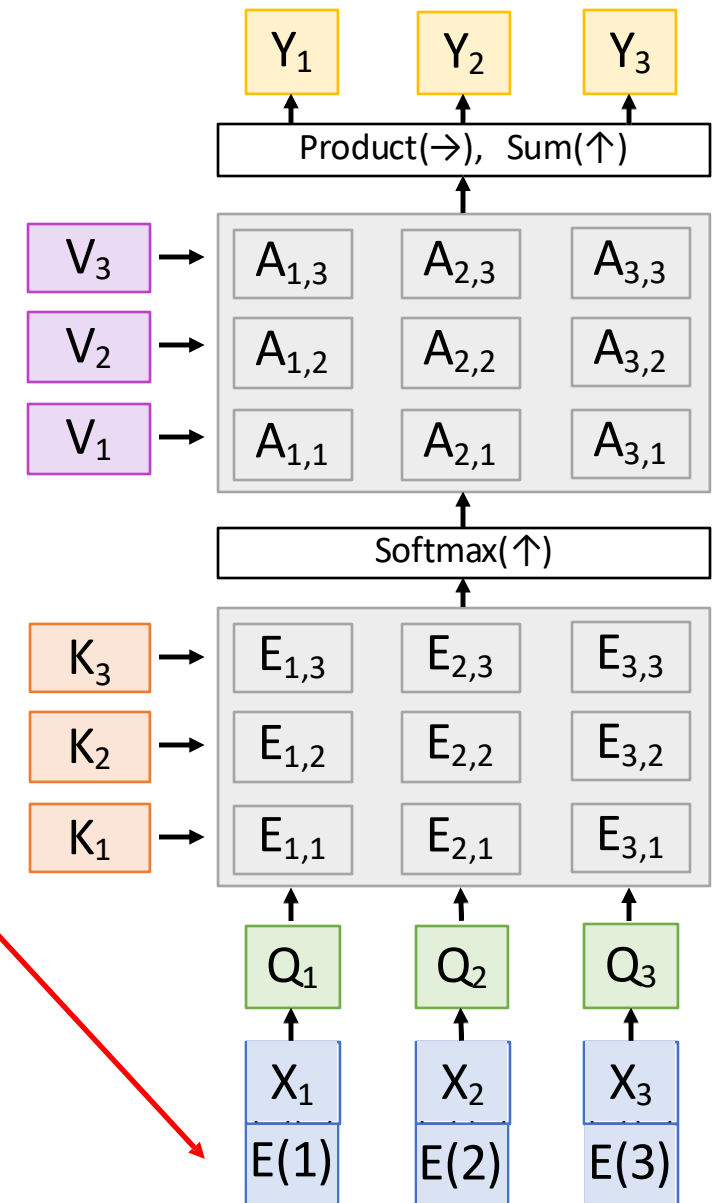 Y₁ Y₂ Y₃
Product(→), Sum(↑)
V₃ A₁,₃ A₂,₃ A₃,₃
V₂ A₁,₂ A₂,₂ A₃,₂
V₁ A₁,₁ A₂,₁ A₃,₁
Softmax(↑)
K₃ E₁,₃ E₂,₃ E₃,₃
K₂ E₁,₂ E₂,₂ E₃,₂
K₁ E₁,₁ E₂,₁ E₃,₁
Q₁ Q₂ Q₃
X₁ X₂ X₃
E(1) E(2) E(3)